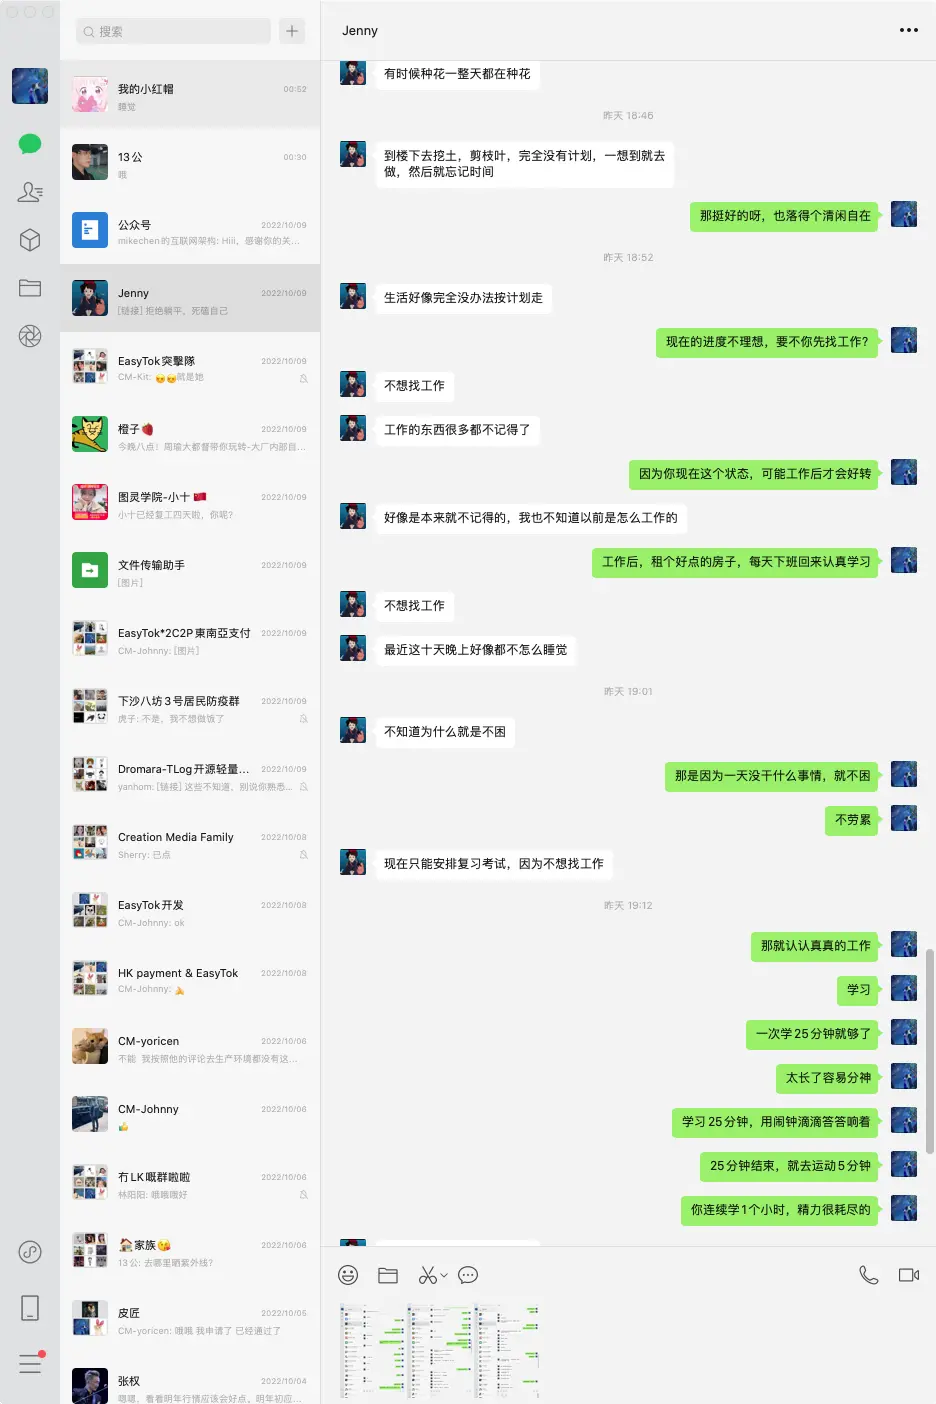 搜索
我的小红帽 00:52
睡觉
13公 00:30
哦
公众号 2022/10/09
mikechen的互联网架构: Hiii，感谢你的关...
Jenny 2022/10/09
[链接] 拒绝躺平，死磕自己
EasyTok突擊隊 2022/10/09
CM-Kit: 😝😝就是她
橙子🍓 2022/10/09
今晚八点！周瑜大都督带你玩转-大厂内部目...
图灵学院-小十 🇨🇳 2022/10/09
小十已经复工四天啦，你呢?
文件传输助手 2022/10/09
[图片]
EasyTok*2C2P東南亞支付 2022/10/09
CM-Johnny: [图片]
下沙八坊3号居民防疫群 2022/10/09
虎子: 不是，我不想做饭了
Dromara-TLog开源轻量... 2022/10/09
yanhom: [链接] 这些不知道，别说你熟悉...
Creation Media Family 2022/10/08
Sherry: 已点
EasyTok开发 2022/10/08
CM-Johnny: ok
HK payment & EasyTok 2022/10/08
CM-Johnny:
CM-yoricen 2022/10/06
不能 我按照他的评论去生产环境都没有这...
CM-Johnny 2022/10/06
👍
冇LK嘅群啦啦 2022/10/06
林阳阳: 哦哦哦好
🏠家族😘 2022/10/06
13公: 去哪里晒紫外线?
皮匠 2022/10/05
CM-yoricen: 哦哦 我申请了 已经通过了
张权 2022/10/04
嗯嗯，看看明年行情应该会好点，明年初应...
Jenny
有时候种花一整天都在种花
昨天 18:46
到楼下去挖土，剪枝叶，完全没有计划，一想到就去
做，然后就忘记时间
那挺好的呀，也落得个清闲自在
昨天 18:52
生活好像完全没办法按计划走
现在的进度不理想，要不你先找工作?
不想找工作
工作的东西很多都不记得了
因为你现在这个状态，可能工作后才会好转
好像是本来就不记得的，我也不知道以前是怎么工作的
工作后，租个好点的房子，每天下班回来认真学习
不想找工作
最近这十天晚上好像都不怎么睡觉
昨天 19:01
不知道为什么就是不困
那是因为一天没干什么事情，就不困
不劳累
现在只能安排复习考试，因为不想找工作
昨天 19:12
那就认认真真的工作
学习
一次学25分钟就够了
太长了容易分神
学习25分钟，用闹钟滴滴答答响着
25分钟结束，就去运动5分钟
你连续学1个小时，精力很耗尽的